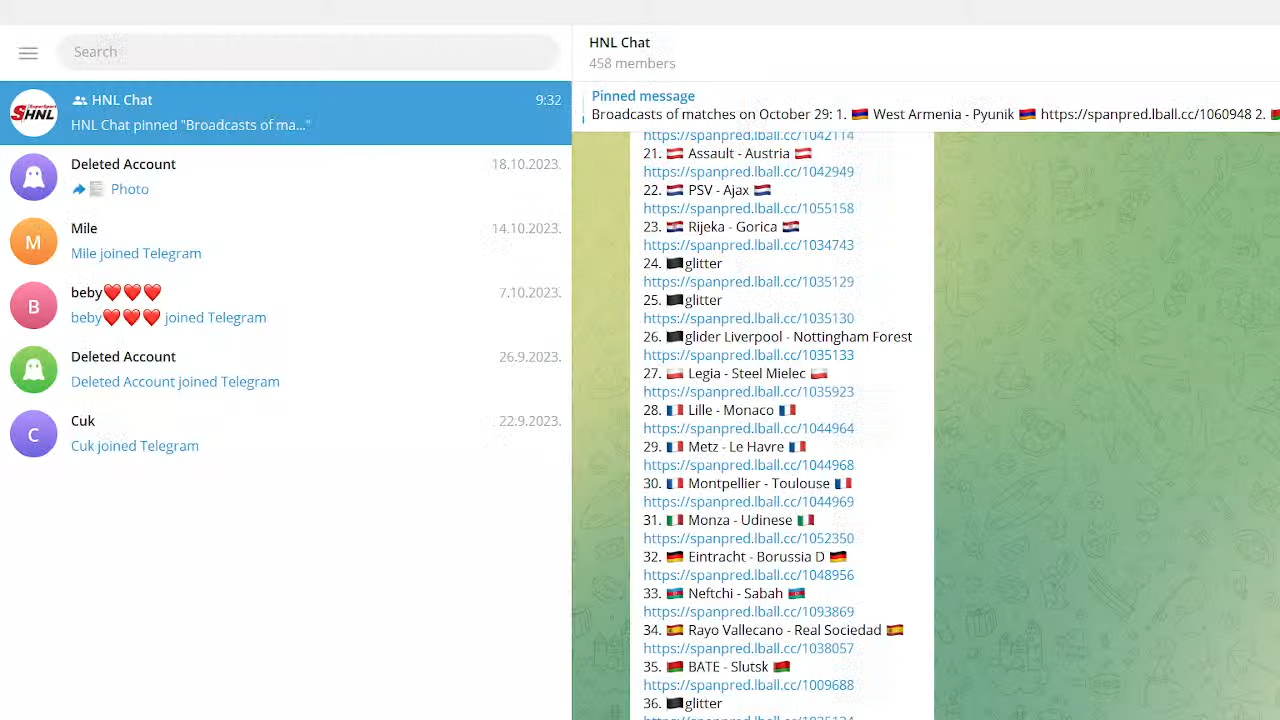 Search
HNL Chat
9:32
HNL Chat pinned "Broadcasts of ma..."
Deleted Account
18.10.2023.
Photo
M
Mile
14.10.2023.
Mile joined Telegram
B
beby❤️❤️❤️
7.10.2023.
beby❤️❤️❤️ joined Telegram
Deleted Account
26.9.2023.
Deleted Account joined Telegram
C
Cuk
22.9.2023.
Cuk joined Telegram
HNL Chat
458 members
Pinned message
Broadcasts of matches on October 29: 1. 🇦🇲 West Armenia - Pyunik 🇦🇲 https://spanpred.lball.cc/1060948 2.
https://spanpred.lball.cc/1042114
21. 🇦🇹 Assault - Austria 🇦🇹
https://spanpred.lball.cc/1042949
22. 🇳🇱 PSV - Ajax 🇳🇱
https://spanpred.lball.cc/1055158
23. 🇭🇷 Rijeka - Gorica 🇭🇷
https://spanpred.lball.cc/1034743
24. 🏴glitter
https://spanpred.lball.cc/1035129
25. 🏴glitter
https://spanpred.lball.cc/1035130
26. 🏴glider Liverpool - Nottingham Forest
https://spanpred.lball.cc/1035133
27. 🇵🇱 Legia - Steel Mielec 🇵🇱
https://spanpred.lball.cc/1035923
28. 🇫🇷 Lille - Monaco 🇫🇷
https://spanpred.lball.cc/1044964
29. 🇫🇷 Metz - Le Havre 🇫🇷
https://spanpred.lball.cc/1044968
30. 🇫🇷 Montpellier - Toulouse 🇫🇷
https://spanpred.lball.cc/1044969
31. 🇮🇹 Monza - Udinese 🇮🇹
https://spanpred.lball.cc/1052350
32. 🇩🇪 Eintracht - Borussia D 🇩🇪
https://spanpred.lball.cc/1048956
33. 🇦🇿 Neftchi - Sabah 🇦🇿
https://spanpred.lball.cc/1093869
34. 🇪🇸 Rayo Vallecano - Real Sociedad 🇪🇸
https://spanpred.lball.cc/1038057
35. 🇧🇾 BATE - Slutsk 🇧🇾
https://spanpred.lball.cc/1009688
36. 🏴glitter